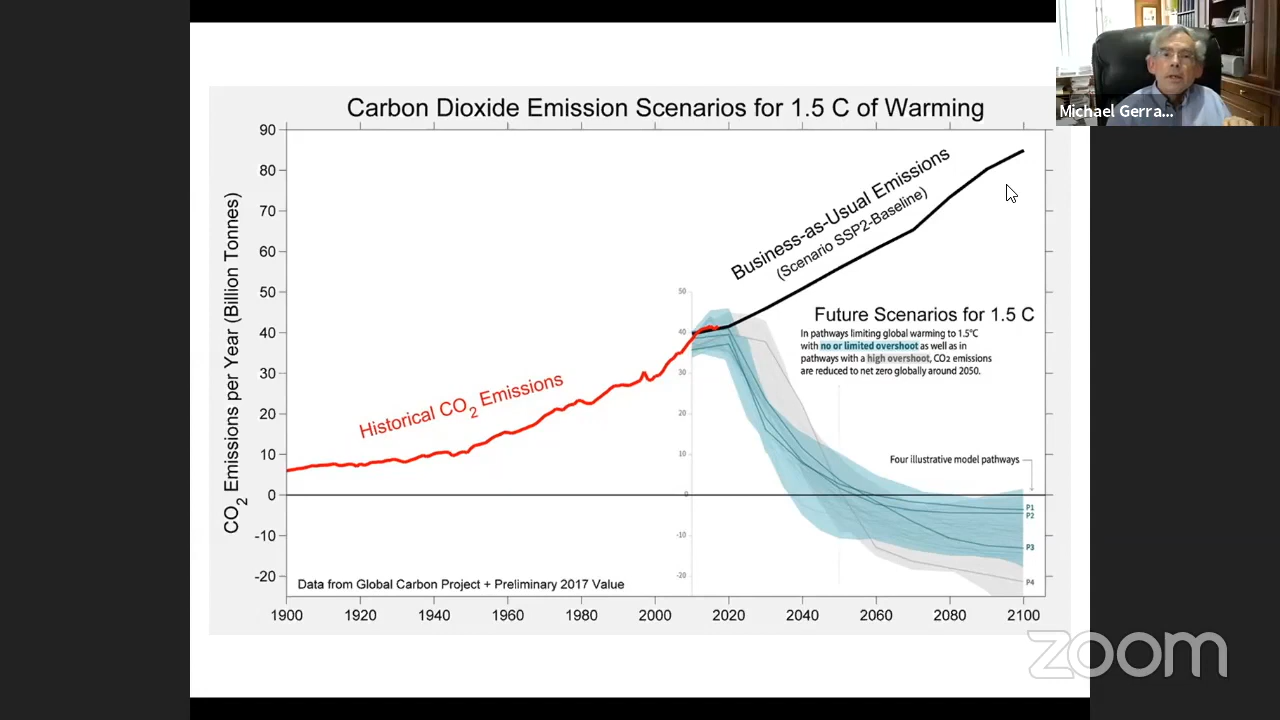 Carbon Dioxide Emission Scenarios for 1.5 C of Warming
Michael Gerra...
90
80
70
60
50
40
30
20
10
0
-10
-20
CO2 Emissions per Year (Billion Tonnes)
Business-as-Usual Emissions
(Scenario SSP2-Baseline)
Historical CO2 Emissions
50
40
30
20
10
0
-10
-20
Future Scenarios for 1.5 C
In pathways limiting global warming to 1.5°C
with no or limited overshoot as well as in
pathways with a high overshoot, CO2 emissions
are reduced to net zero globally around 2050.
Four illustrative model pathways
P1
P2
P3
P4
Data from Global Carbon Project + Preliminary 2017 Value
1900 1920 1940 1960 1980 2000 2020 2040 2060 2080 2100
zoom